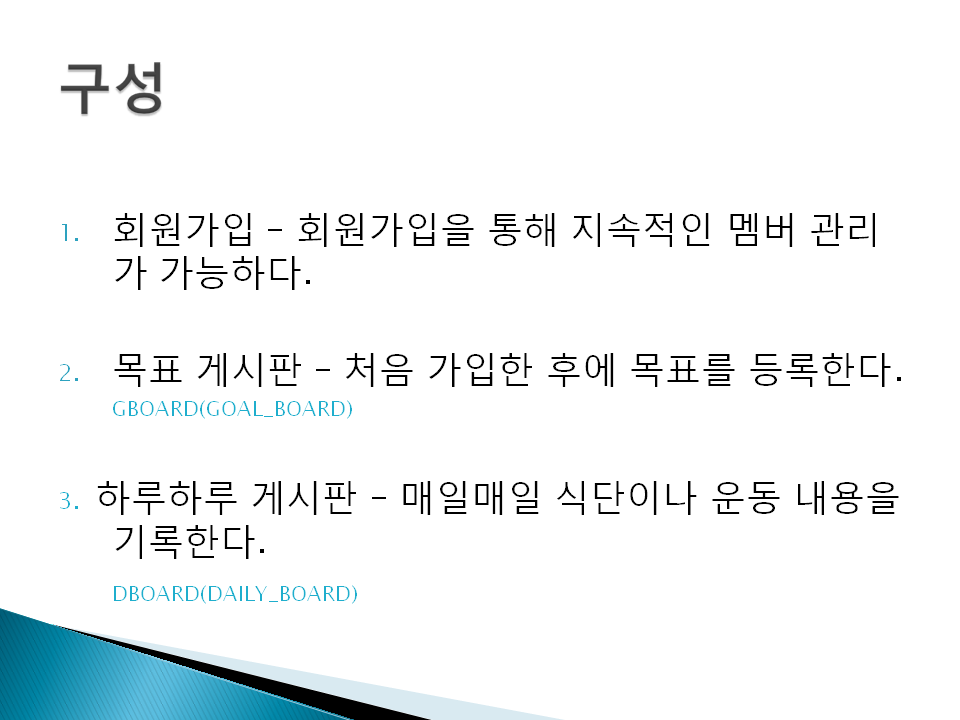 구성
1. 회원가입 – 회원가입을 통해 지속적인 멤버 관리
가 가능하다.
2. 목표 게시판 – 처음 가입한 후에 목표를 등록한다.
GBOARD(GOAL_BOARD)
3. 하루하루 게시판 – 매일매일 식단이나 운동 내용을
기록한다.
DBOARD(DAILY_BOARD)